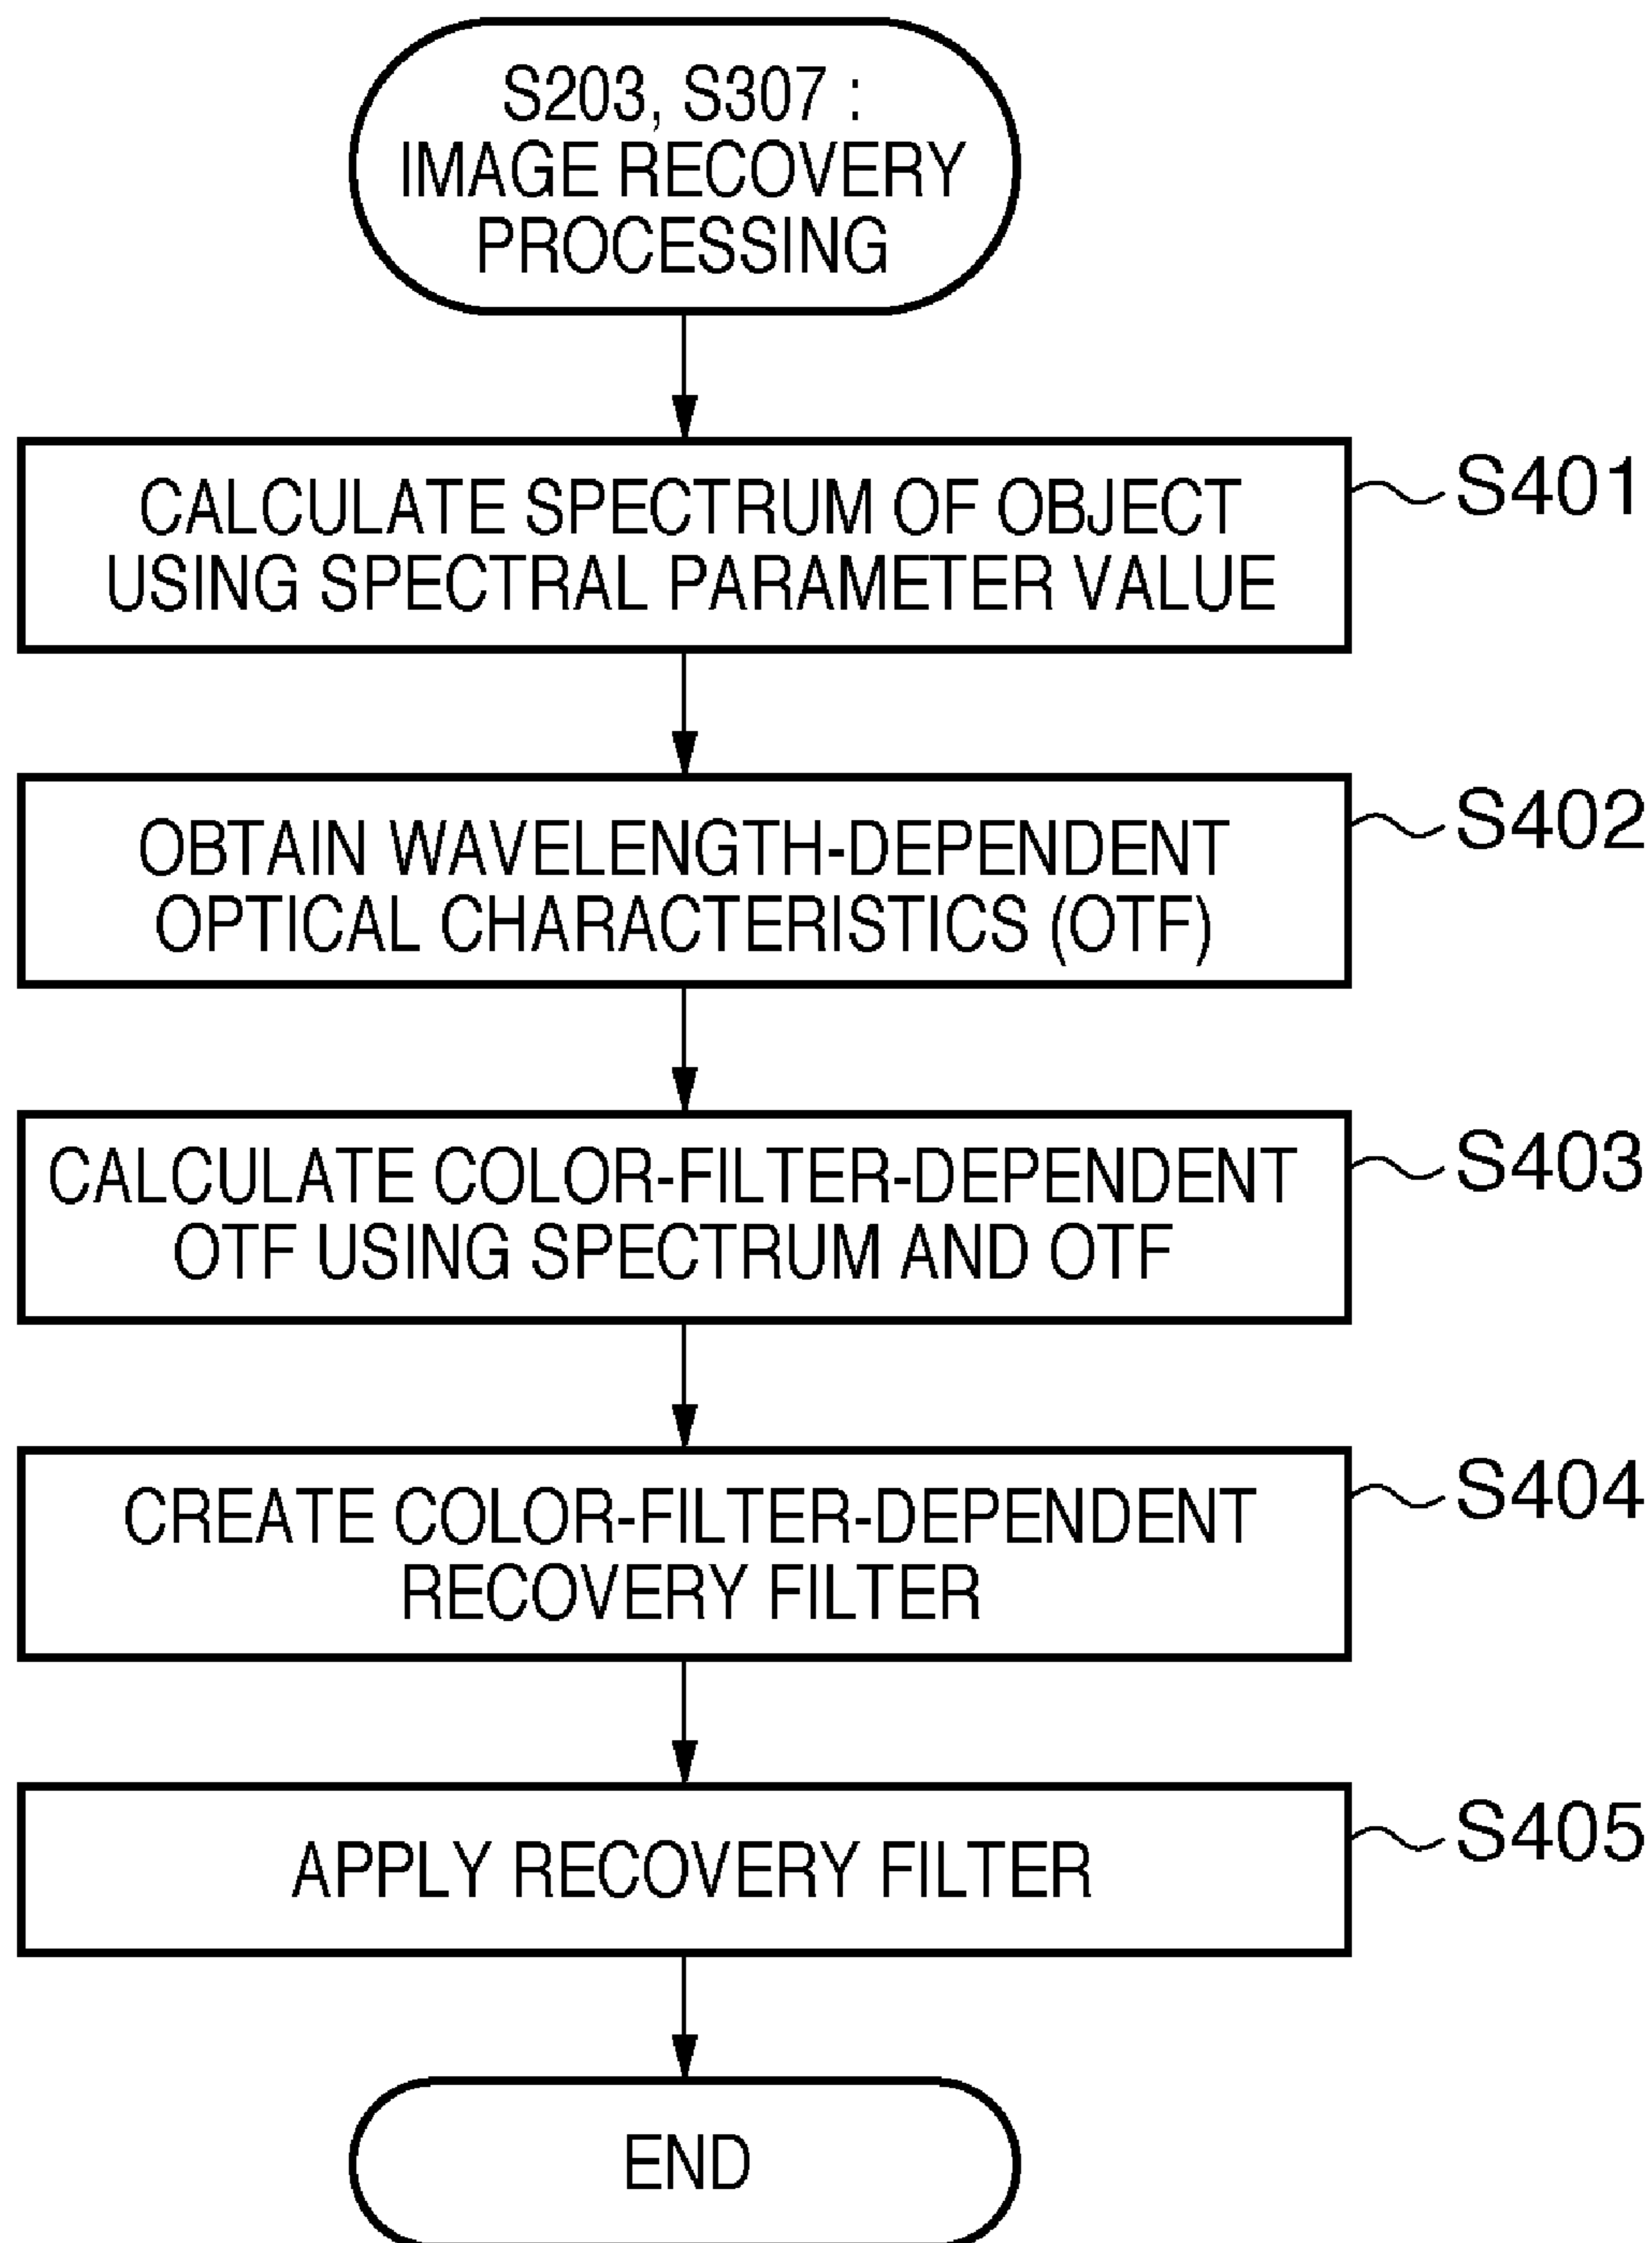 S203, S307 :
IMAGE RECOVERY
PROCESSING
CALCULATE SPECTRUM OF OBJECT
USING SPECTRAL PARAMETER VALUE
S401
OBTAIN WAVELENGTH-DEPENDENT
OPTICAL CHARACTERISTICS (OTF)
S402
CALCULATE COLOR-FILTER-DEPENDENT
OTF USING SPECTRUM AND OTF
S403
CREATE COLOR-FILTER-DEPENDENT
RECOVERY FILTER
S404
APPLY RECOVERY FILTER
S405
END